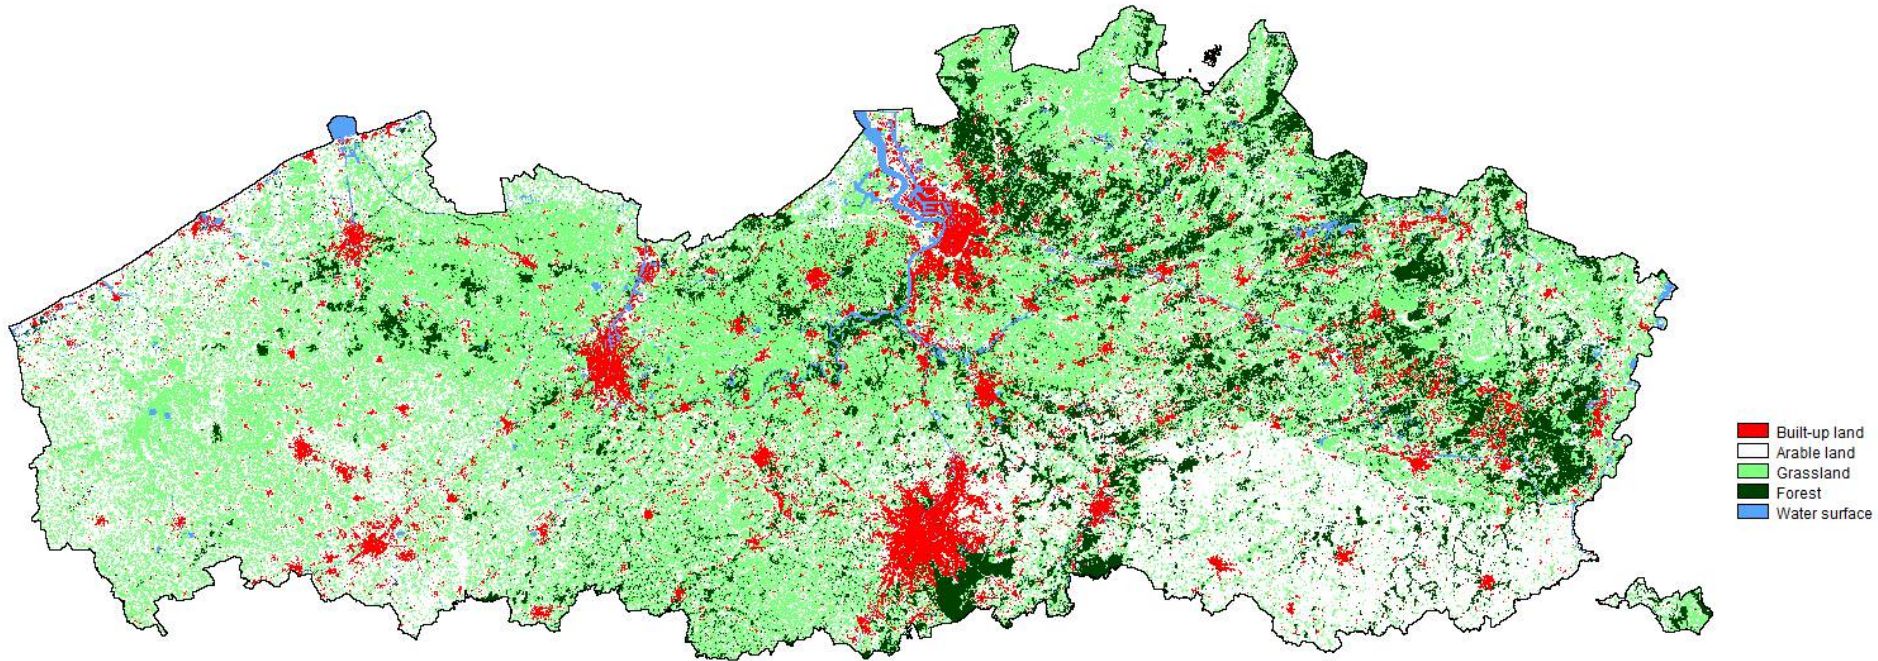 Built-up land
Arable land
Grassland
Forest
Water surface